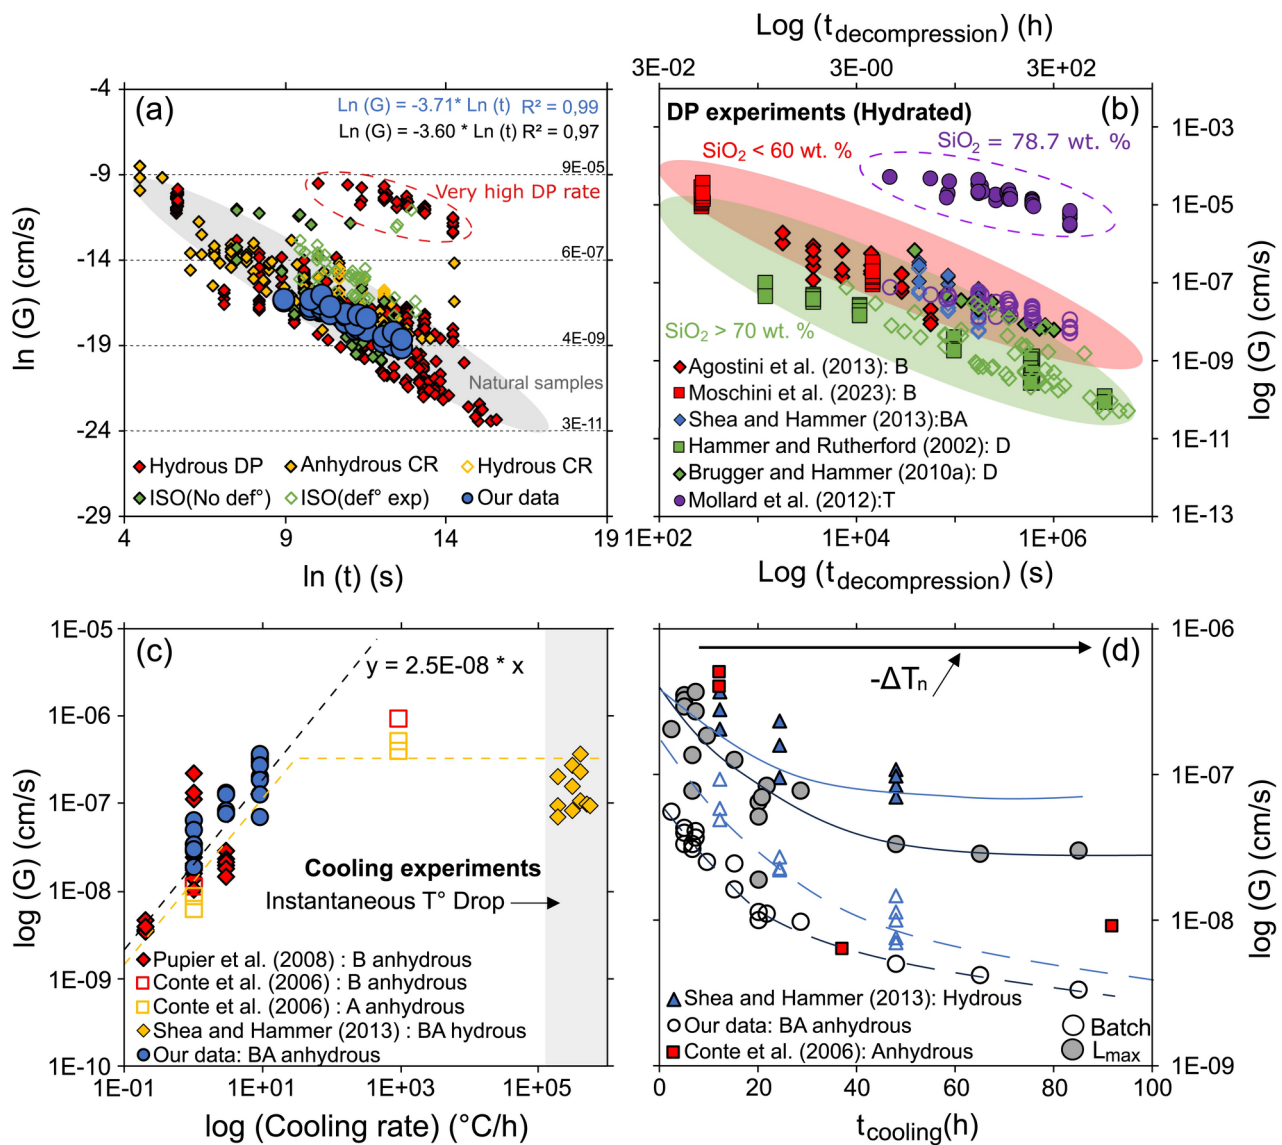 Log (tdecompression) (h)
3E-02
3E-00
3E+02
-4
(a)
Ln (G) = -3.71* Ln (t)  R² = 0,99
Ln (G) = -3.60 * Ln (t) R² = 0,97
-9
9E-05
Very high DP rate
-14
6E-07
-19
4E-09
Natural samples
-24
3E-11
Hydrous DP
Anhydrous CR
Hydrous CR
ISO(No def°)
ISO(def° exp)
Our data
-29
4
9
14
19
ln (t) (s)
ln (G) (cm/s)
DP experiments (Hydrated)
(b)
1E-03
SiO2 < 60 wt. %
SiO2 = 78.7 wt. %
1E-05
1E-07
SiO2 > 70 wt. %
1E-09
Agostini et al. (2013): B
Moschini et al. (2023): B
Shea and Hammer (2013):BA
1E-11
Hammer and Rutherford (2002): D
Brugger and Hammer (2010a): D
Mollard et al. (2012):T
1E-13
1E+02
1E+04
1E+06
Log (tdecompression) (s)
log (G) (cm/s)
1E-05
(c)
y = 2.5E-08 * x
1E-06
1E-07
Cooling experiments
Instantaneous T° Drop
1E-08
Pupier et al. (2008) : B anhydrous
Conte et al. (2006) : B anhydrous
1E-09
Conte et al. (2006) : A anhydrous
Shea and Hammer (2013) : BA hydrous
Our data: BA anhydrous
1E-10
1E-01
1E+01
1E+03
1E+05
log (Cooling rate) (°C/h)
log (G) (cm/s)
1E-06
(d)
-ΔTn
1E-07
1E-08
Shea and Hammer (2013): Hydrous
Our data: BA anhydrous
Batch
Conte et al. (2006): Anhydrous
Lmax
1E-09
0
20
40
60
80
100
tcooling(h)
log (G) (cm/s)